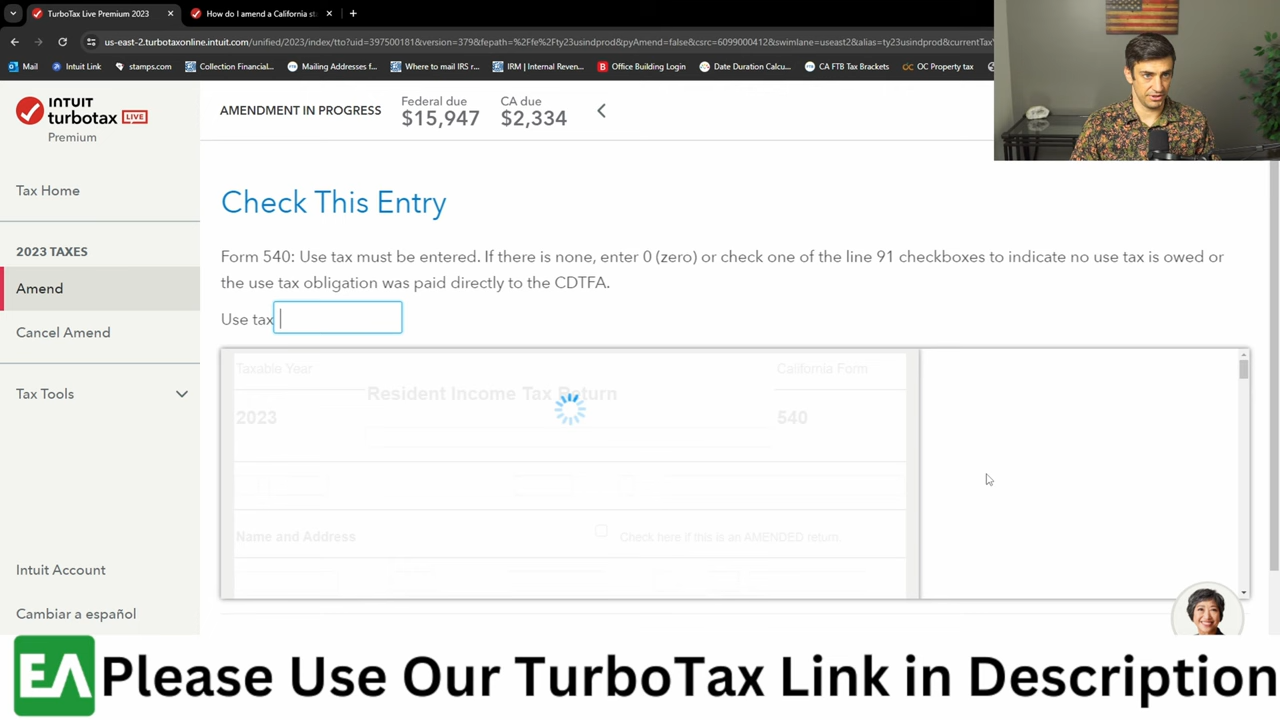 TurboTax Live Premium 2023
How do I amend a California st
us-east-2.turbotaxonline.intuit.com/unified/2023/index/tto?uid=397500181&version=379&fepath=%2Ffe%2Fty23usindprod&pyAmend=false&csrc=6099000412&swimlane=useast2&alias=ty23usindprod&currentTax
Mail
Intuit Link
stamps.com
Collection Financial...
Mailing Addresses f...
Where to mail IRS r...
IRM | Internal Reven...
Office Building Login
Date Duration Calcu...
CA FTB Tax Brackets
OC Property tax
INTUIT
turbotax LIVE
Premium
AMENDMENT IN PROGRESS
Federal due
$15,947
CA due
$2,334
Tax Home
2023 TAXES
Amend
Cancel Amend
Tax Tools
Intuit Account
Cambiar a español
Check This Entry
Form 540: Use tax must be entered. If there is none, enter 0 (zero) or check one of the line 91 checkboxes to indicate no use tax is owed or
the use tax obligation was paid directly to the CDTFA.
Use tax
Taxable Year
California Form
Resident Income Tax Return
2023
540
Name and Address
Check here if this is an AMENDED return
EA Please Use Our TurboTax Link in Description